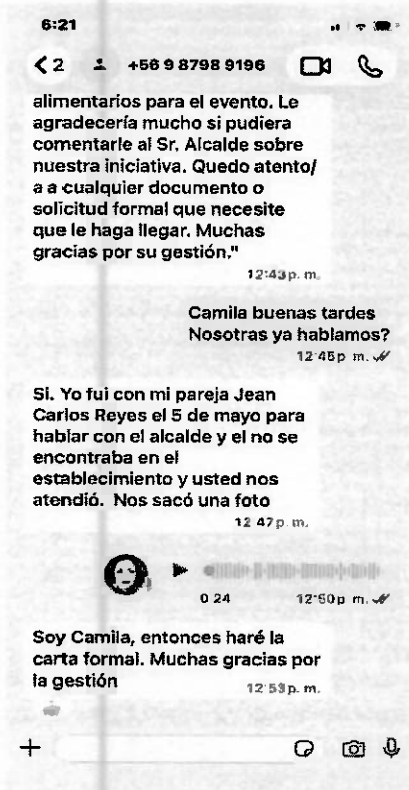 6:21
2 +56 9 8798 9196
alimentarios para el evento. Le
agradecería mucho si pudiera
comentarle al Sr. Alcalde sobre
nuestra iniciativa. Quedo atento/
a a cualquier documento o
solicitud formal que necesite
que le haga llegar. Muchas
gracias por su gestión."
12:43 p. m.
Camila buenas tardes
Nosotras ya hablamos?
12:45 p. m.
Si. Yo fui con mi pareja Jean
Carlos Reyes el 5 de mayo para
hablar con el alcalde y el no se
encontraba en el
establecimiento y usted nos
atendió. Nos sacó una foto
12:47 p. m.
0:24 12:50 p. m.
Soy Camila, entonces haré la
carta formal. Muchas gracias por
la gestión
12:53 p. m.